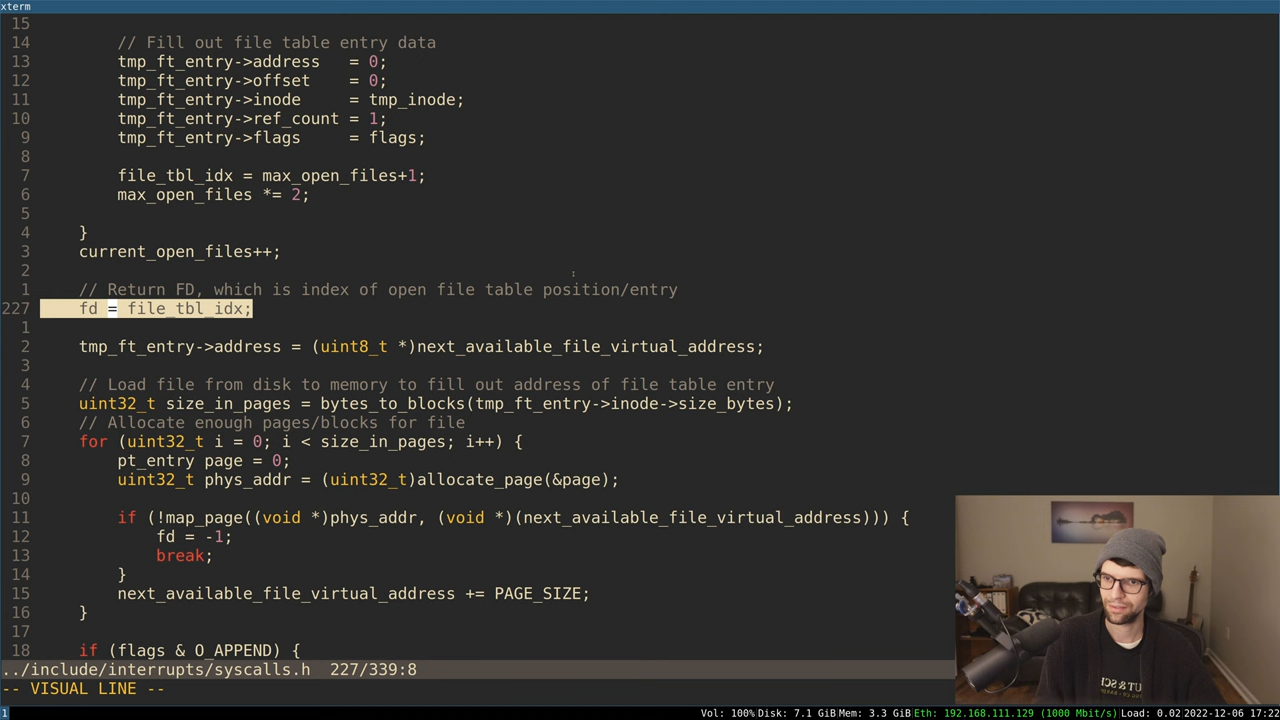 xterm
15
14 // Fill out file table entry data
13 tmp_ft_entry->address = 0;
12 tmp_ft_entry->offset = 0;
11 tmp_ft_entry->inode = tmp_inode;
10 tmp_ft_entry->ref_count = 1;
9 tmp_ft_entry->flags = flags;
8
7 file_tbl_idx = max_open_files+1;
6 max_open_files *= 2;
5
4 }
3 current_open_files++;
2
1 // Return FD, which is index of open file table position/entry
227 fd = file_tbl_idx;
1
2 tmp_ft_entry->address = (uint8_t *)next_available_file_virtual_address;
3
4 // Load file from disk to memory to fill out address of file table entry
5 uint32_t size_in_pages = bytes_to_blocks(tmp_ft_entry->inode->size_bytes);
6 // Allocate enough pages/blocks for file
7 for (uint32_t i = 0; i < size_in_pages; i++) {
8 pt_entry page = 0;
9 uint32_t phys_addr = (uint32_t)allocate_page(&page);
10
11 if (!map_page((void *)phys_addr, (void *)(next_available_file_virtual_address))) {
12 fd = -1;
13 break;
14 }
15 next_available_file_virtual_address += PAGE_SIZE;
16 }
17
18 if (flags & O_APPEND) {
../include/interrupts/syscalls.h 227/339:8
-- VISUAL LINE --
1 Vol: 100% Disk: 7.1 GiB Mem: 3.3 GiB Eth: 192.168.111.129 (1000 Mbit/s) Load: 0.02 2022-12-06 17:22